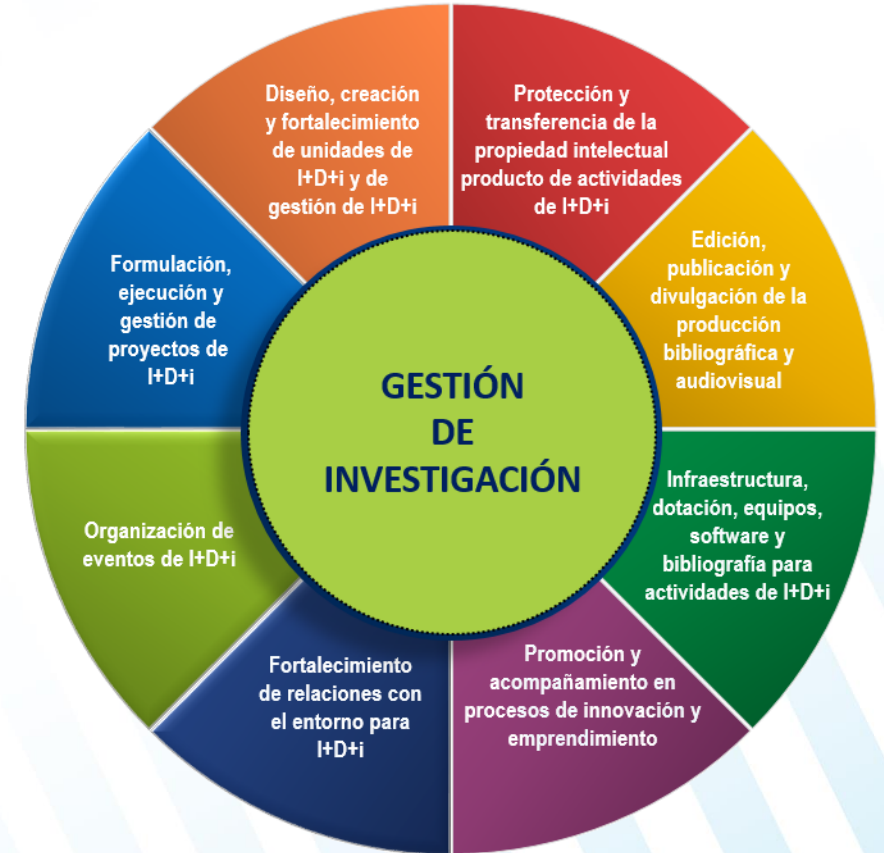 Diseño, creación
y fortalecimiento
de unidades de
I+D+i y de
gestión de I+D+i
Protección y
transferencia de la
propiedad intelectual
producto de actividades
de I+D+i
Edición,
publicación y
divulgación de la
producción
bibliográfica y
audiovisual
Infraestructura,
dotación, equipos,
software y
bibliografía para
actividades de I+D+i
Promoción y
acompañamiento en
procesos de innovación y
emprendimiento
Fortalecimiento
de relaciones con
el entorno para
I+D+i
Organización de
eventos de I+D+i
Formulación,
ejecución y
gestión de
proyectos de
I+D+i
GESTIÓN
DE
INVESTIGACIÓN